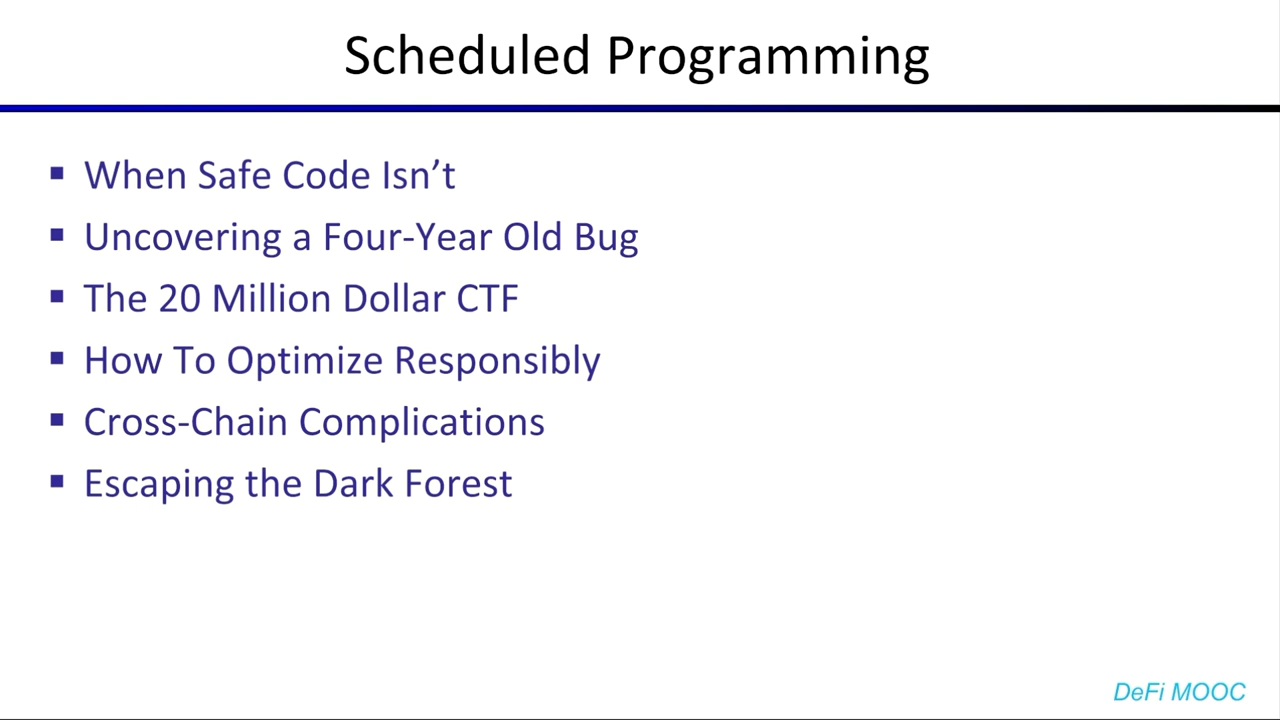 Scheduled Programming
▪ When Safe Code Isn’t
▪ Uncovering a Four-Year Old Bug
▪ The 20 Million Dollar CTF
▪ How To Optimize Responsibly
▪ Cross-Chain Complications
▪ Escaping the Dark Forest
DeFi MOOC